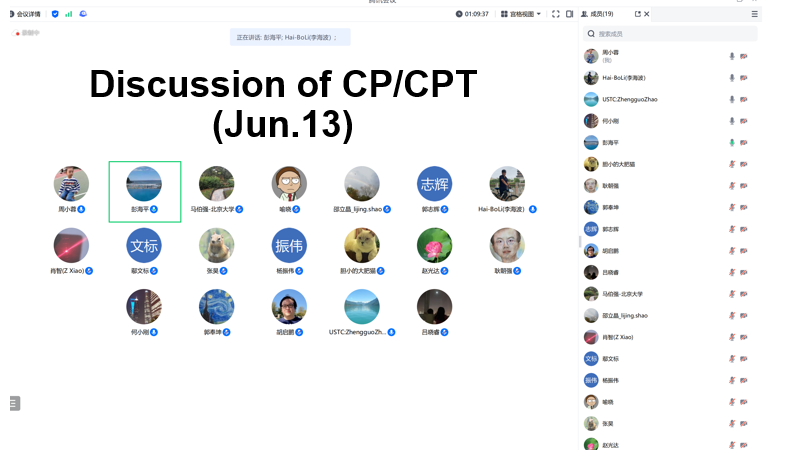 腾讯会议
会议详情
01:09:37
宫格视图
成员(19)
录制中
正在讲话: 彭海平; Hai-BoLi(李海波) ;
搜索成员
Discussion of CP/CPT
(Jun.13)
周小蓉
彭海平
马伯强-北京大学
喻晓
邵立晶_lijing.shao
志辉
郭志辉
Hai-BoLi(李海波)
肖智(Z Xiao)
文标
鄢文标
张昊
振伟
杨振伟
胆小的大肥猫
赵光达
耿朝强
何小刚
郭奉坤
胡启鹏
USTC:ZhengguoZh...
吕晓睿
周小蓉
(我)
Hai-BoLi(李海波)
USTC:ZhengguoZhao
何小刚
彭海平
胆小的大肥猫
耿朝强
郭奉坤
志辉
郭志辉
胡启鹏
吕晓睿
马伯强-北京大学
邵立晶_lijing.shao
肖智(Z Xiao)
文标
鄢文标
振伟
杨振伟
喻晓
张昊
赵光达